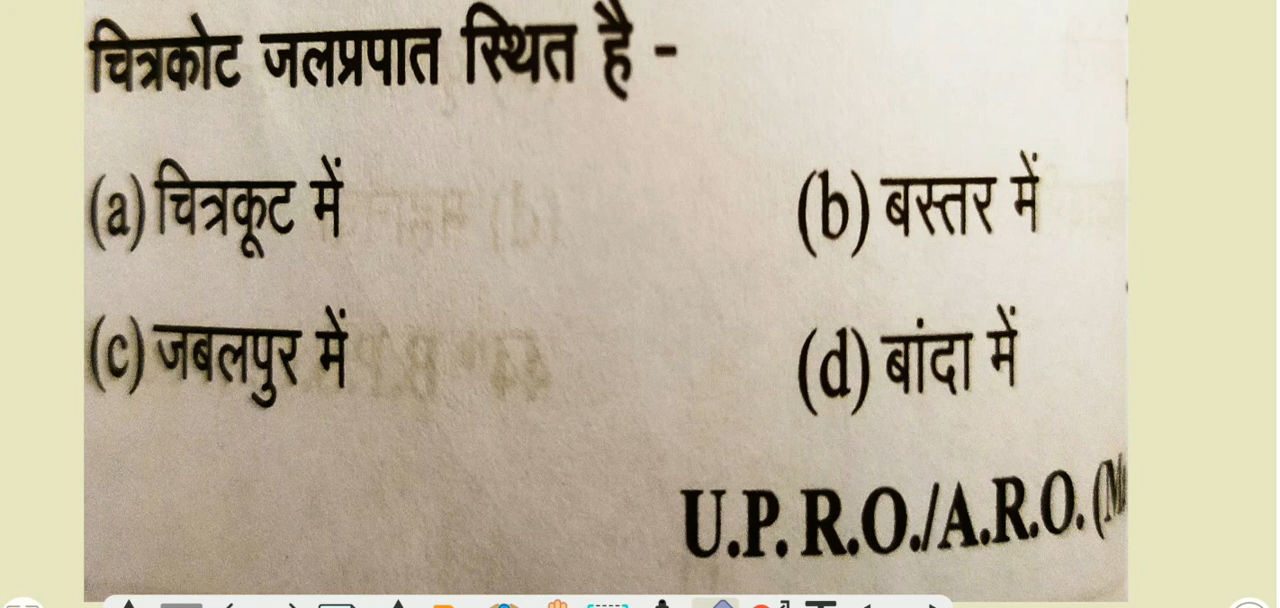 चित्रकोट जलप्रपात स्थित है -
(a) चित्रकूट में (b) बस्तर में
(c) जबलपुर में (d) बांदा में
U.P. R.O./A.R.O.